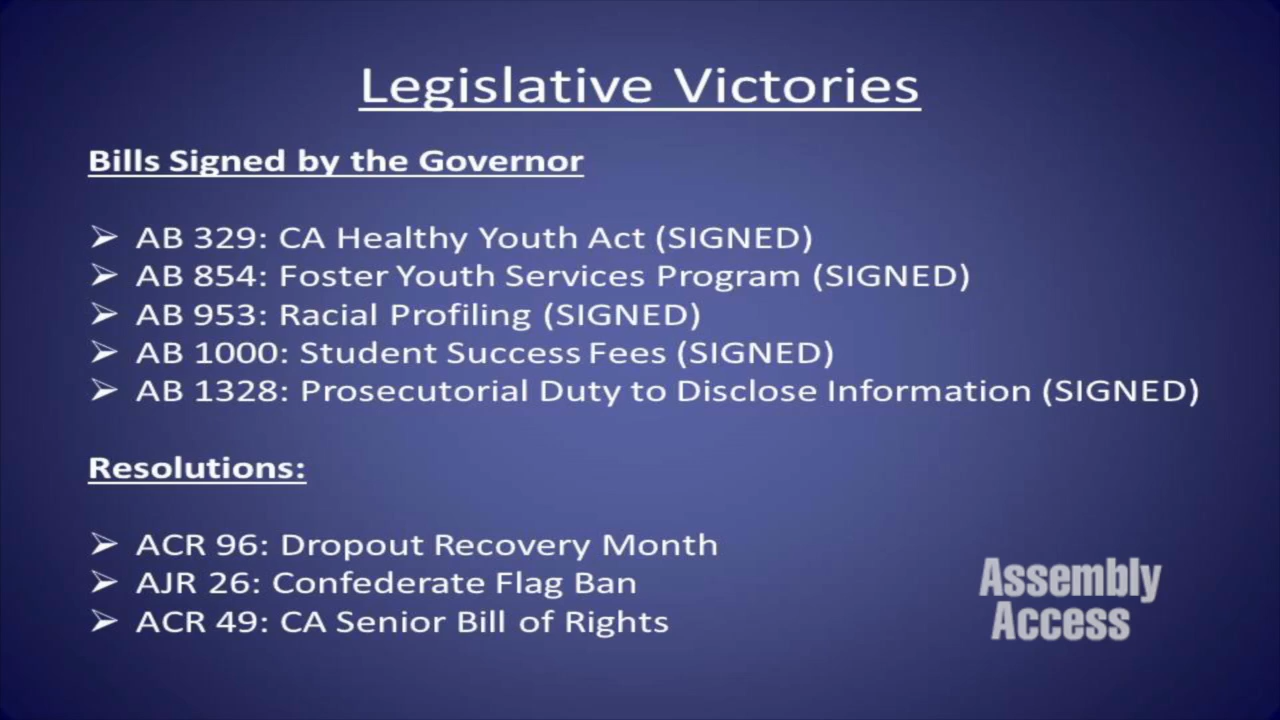 Legislative Victories
Bills Signed by the Governor
➢ AB 329: CA Healthy Youth Act (SIGNED)
➢ AB 854: Foster Youth Services Program (SIGNED)
➢ AB 953: Racial Profiling (SIGNED)
➢ AB 1000: Student Success Fees (SIGNED)
➢ AB 1328: Prosecutorial Duty to Disclose Information (SIGNED)
Resolutions:
➢ ACR 96: Dropout Recovery Month
➢ AJR 26: Confederate Flag Ban
➢ ACR 49: CA Senior Bill of Rights
Assembly
Access